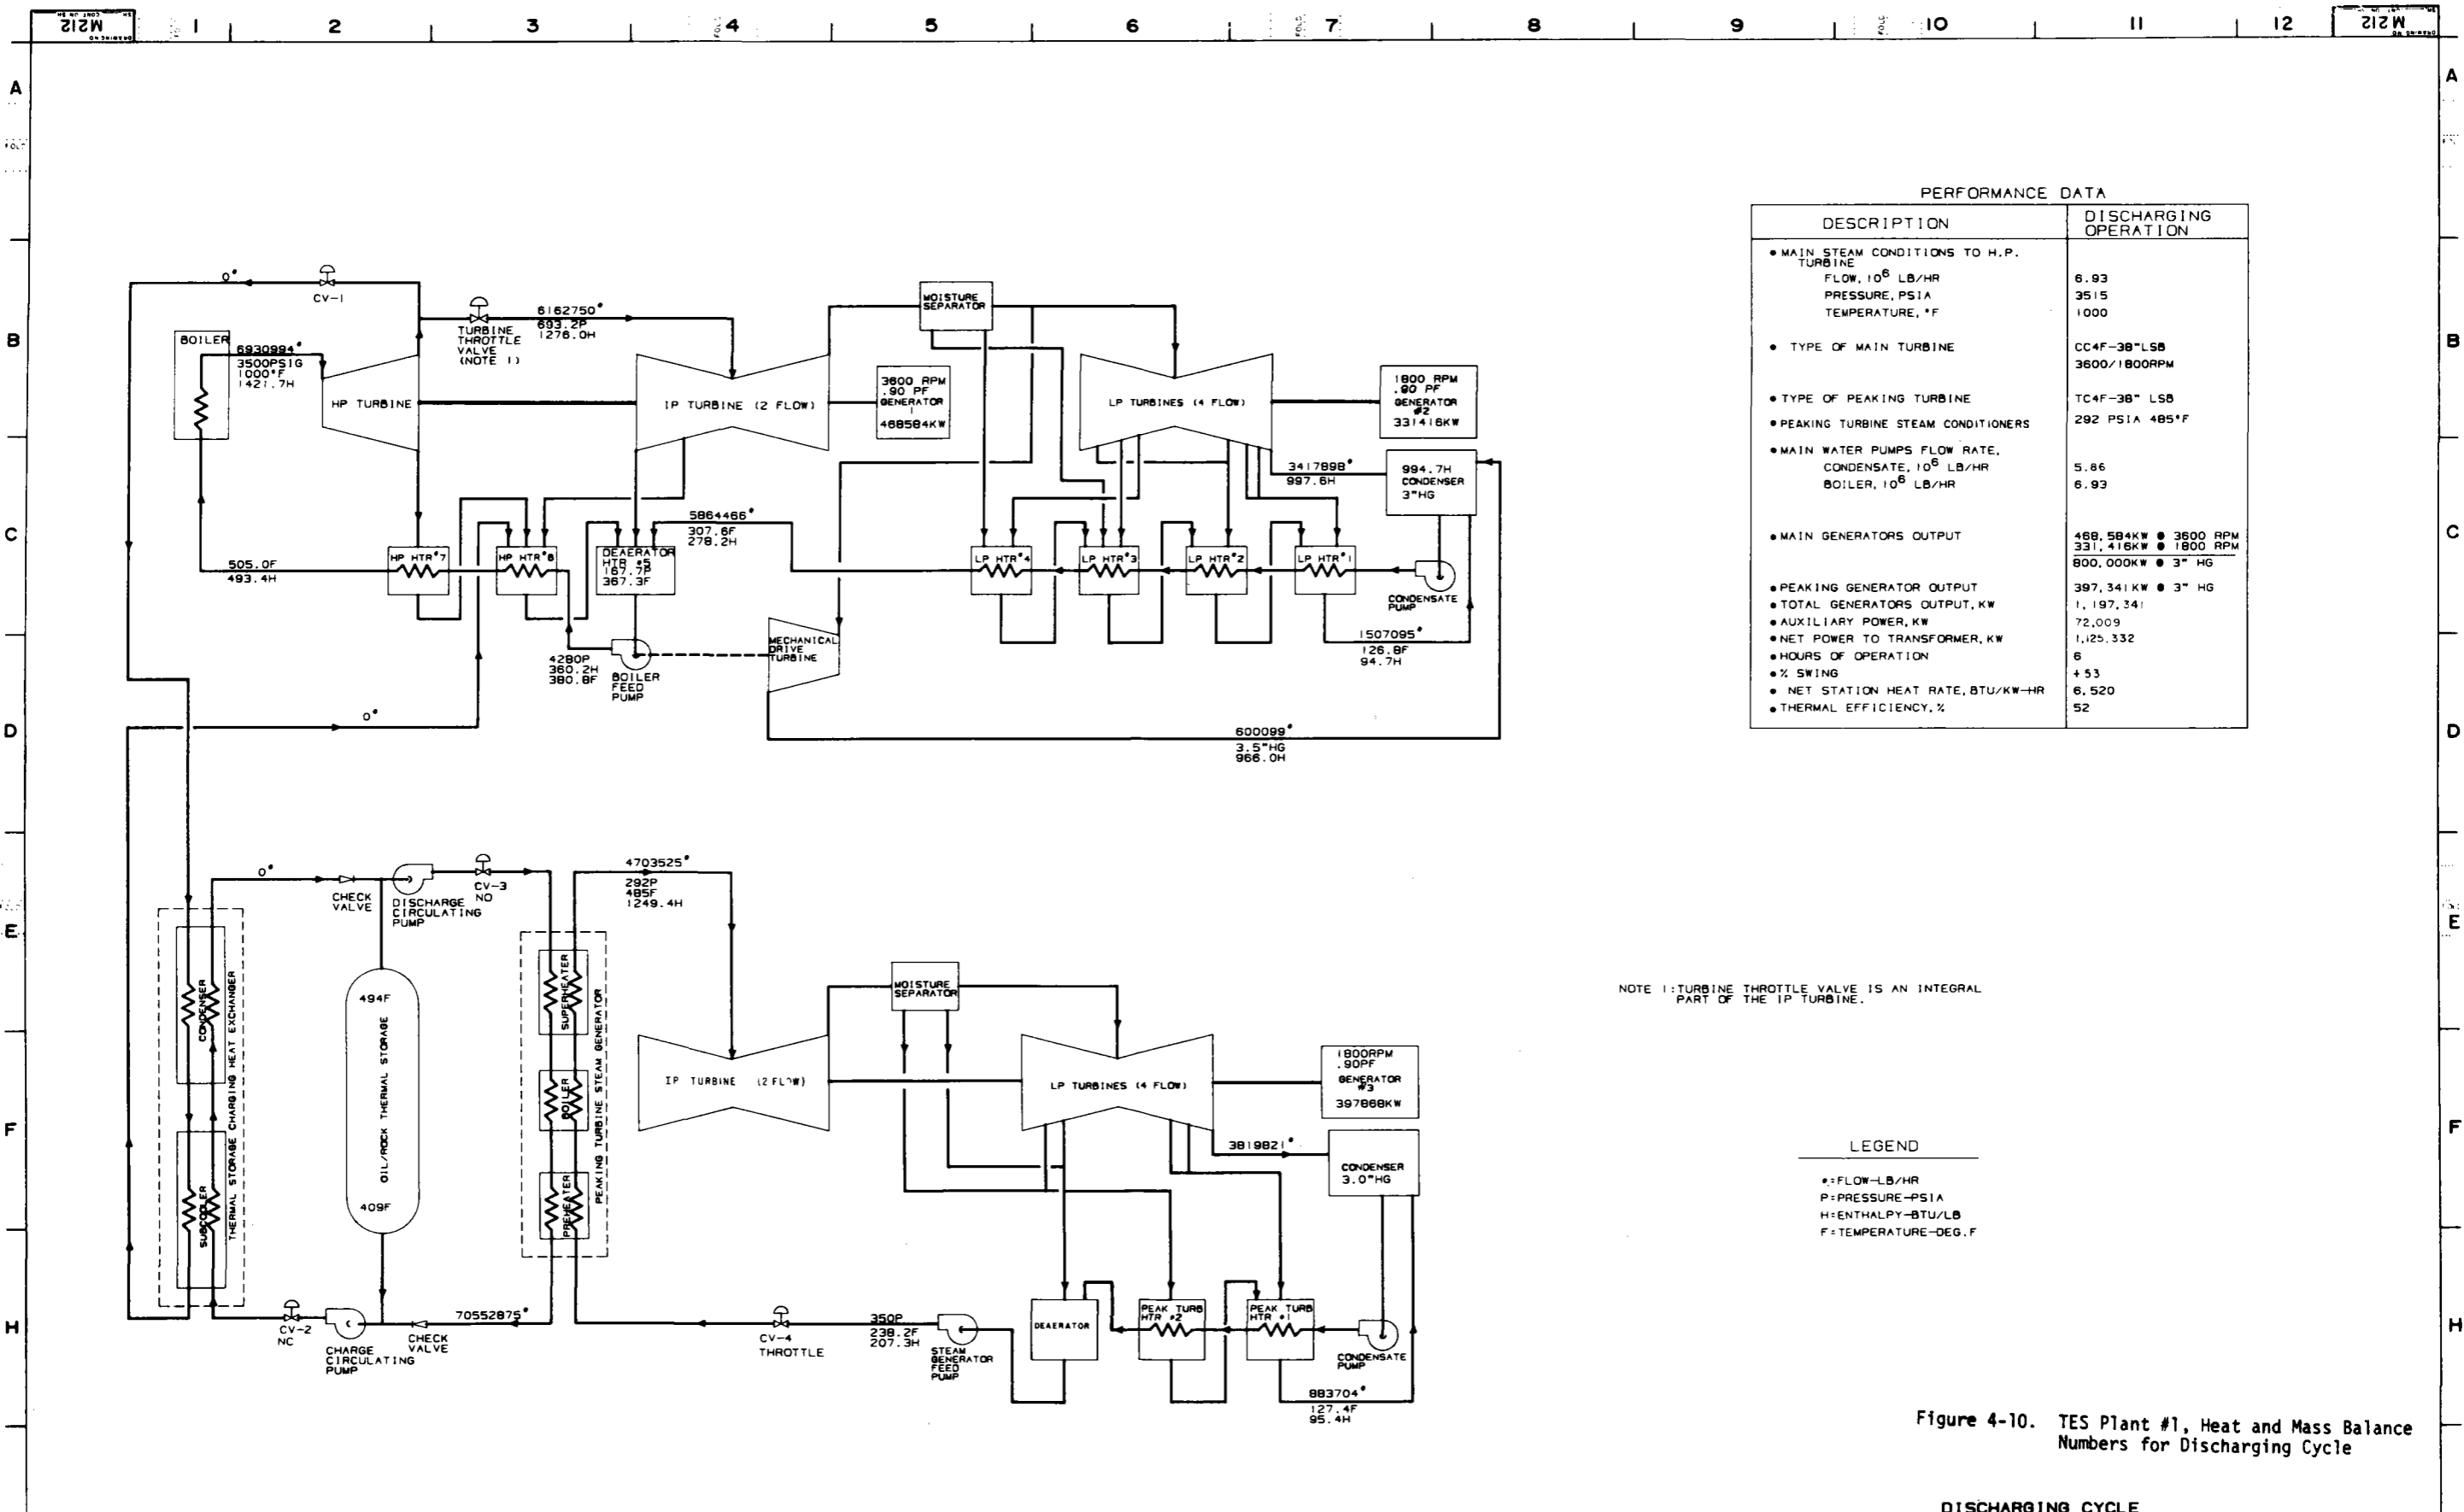 M212
1 2 3 4 5 6 7 8 9 10 11 12
M212
A
B
C
D
E
F
H
A
B
C
D
E
F
H
0#
CV-1
TURBINE
THROTTLE
VALVE
(NOTE 1)
6162750#
693.2P
1276.0H
BOILER
6930994#
3500PSIG
1000°F
1421.7H
HP TURBINE
IP TURBINE (2 FLOW)
3600 RPM
.90 PF
GENERATOR
1
468584KW
MOISTURE
SEPARATOR
LP TURBINES (4 FLOW)
1800 RPM
.90 PF
GENERATOR
#2
331416KW
3417898#
997.6H
994.7H
CONDENSER
3"HG
505.0F
493.4H
HP HTR#7
HP HTR#6
DEAERATOR
HTR #5
167.7P
367.3F
5864466#
307.6F
278.2H
LP HTR#4
LP HTR#3
LP HTR#2
LP HTR#1
CONDENSATE
PUMP
1507095#
126.8F
94.7H
4280P
360.2H
380.8F
BOILER
FEED
PUMP
MECHANICAL
DRIVE
TURBINE
0#
600099#
3.5"HG
966.0H
PERFORMANCE DATA
DESCRIPTION
DISCHARGING
OPERATION
• MAIN STEAM CONDITIONS TO H.P.
TURBINE
FLOW, 10⁶ LB/HR 6.93
PRESSURE, PSIA 3515
TEMPERATURE, °F 1000
• TYPE OF MAIN TURBINE CC4F-38"LSB
3600/1800RPM
• TYPE OF PEAKING TURBINE TC4F-38" LSB
• PEAKING TURBINE STEAM CONDITIONERS 292 PSIA 485°F
• MAIN WATER PUMPS FLOW RATE,
CONDENSATE, 10⁶ LB/HR 5.86
BOILER, 10⁶ LB/HR 6.93
• MAIN GENERATORS OUTPUT 468,584KW @ 3600 RPM
331,416KW @ 1800 RPM
800,000KW @ 3" HG
• PEAKING GENERATOR OUTPUT 397,341KW @ 3" HG
• TOTAL GENERATORS OUTPUT, KW 1,197,341
• AUXILIARY POWER, KW 72,009
• NET POWER TO TRANSFORMER, KW 1,125,332
• HOURS OF OPERATION 6
• % SWING +53
• NET STATION HEAT RATE, BTU/KW-HR 6,520
• THERMAL EFFICIENCY, % 52
0#
CHECK
VALVE
DISCHARGE
CIRCULATING
PUMP
CV-3
NO
4703525#
292P
485F
1249.4H
CONDENSER
SUBCOOLER
THERMAL STORAGE CHARGING HEAT EXCHANGER
494F
OIL/ROCK THERMAL STORAGE
409F
SUPERHEATER
BOILER
PREHEATER
PEAKING TURBINE STEAM GENERATOR
MOISTURE
SEPARATOR
IP TURBINE (2 FLOW)
LP TURBINES (4 FLOW)
1800RPM
.90PF
GENERATOR
#3
397868KW
3819821#
CONDENSER
3.0"HG
CV-2
NC
CHARGE
CIRCULATING
PUMP
CHECK
VALVE
70552875#
CV-4
THROTTLE
350P
238.2F
207.3H
STEAM
GENERATOR
FEED
PUMP
DEAERATOR
PEAK TURB
HTR #2
PEAK TURB
HTR #1
CONDENSATE
PUMP
883704#
127.4F
95.4H
NOTE 1: TURBINE THROTTLE VALVE IS AN INTEGRAL
PART OF THE IP TURBINE.
LEGEND
#=FLOW-LB/HR
P=PRESSURE-PSIA
H=ENTHALPY-BTU/LB
F=TEMPERATURE-DEG.F
Figure 4-10. TES Plant #1, Heat and Mass Balance
Numbers for Discharging Cycle
DISCHARGING CYCLE